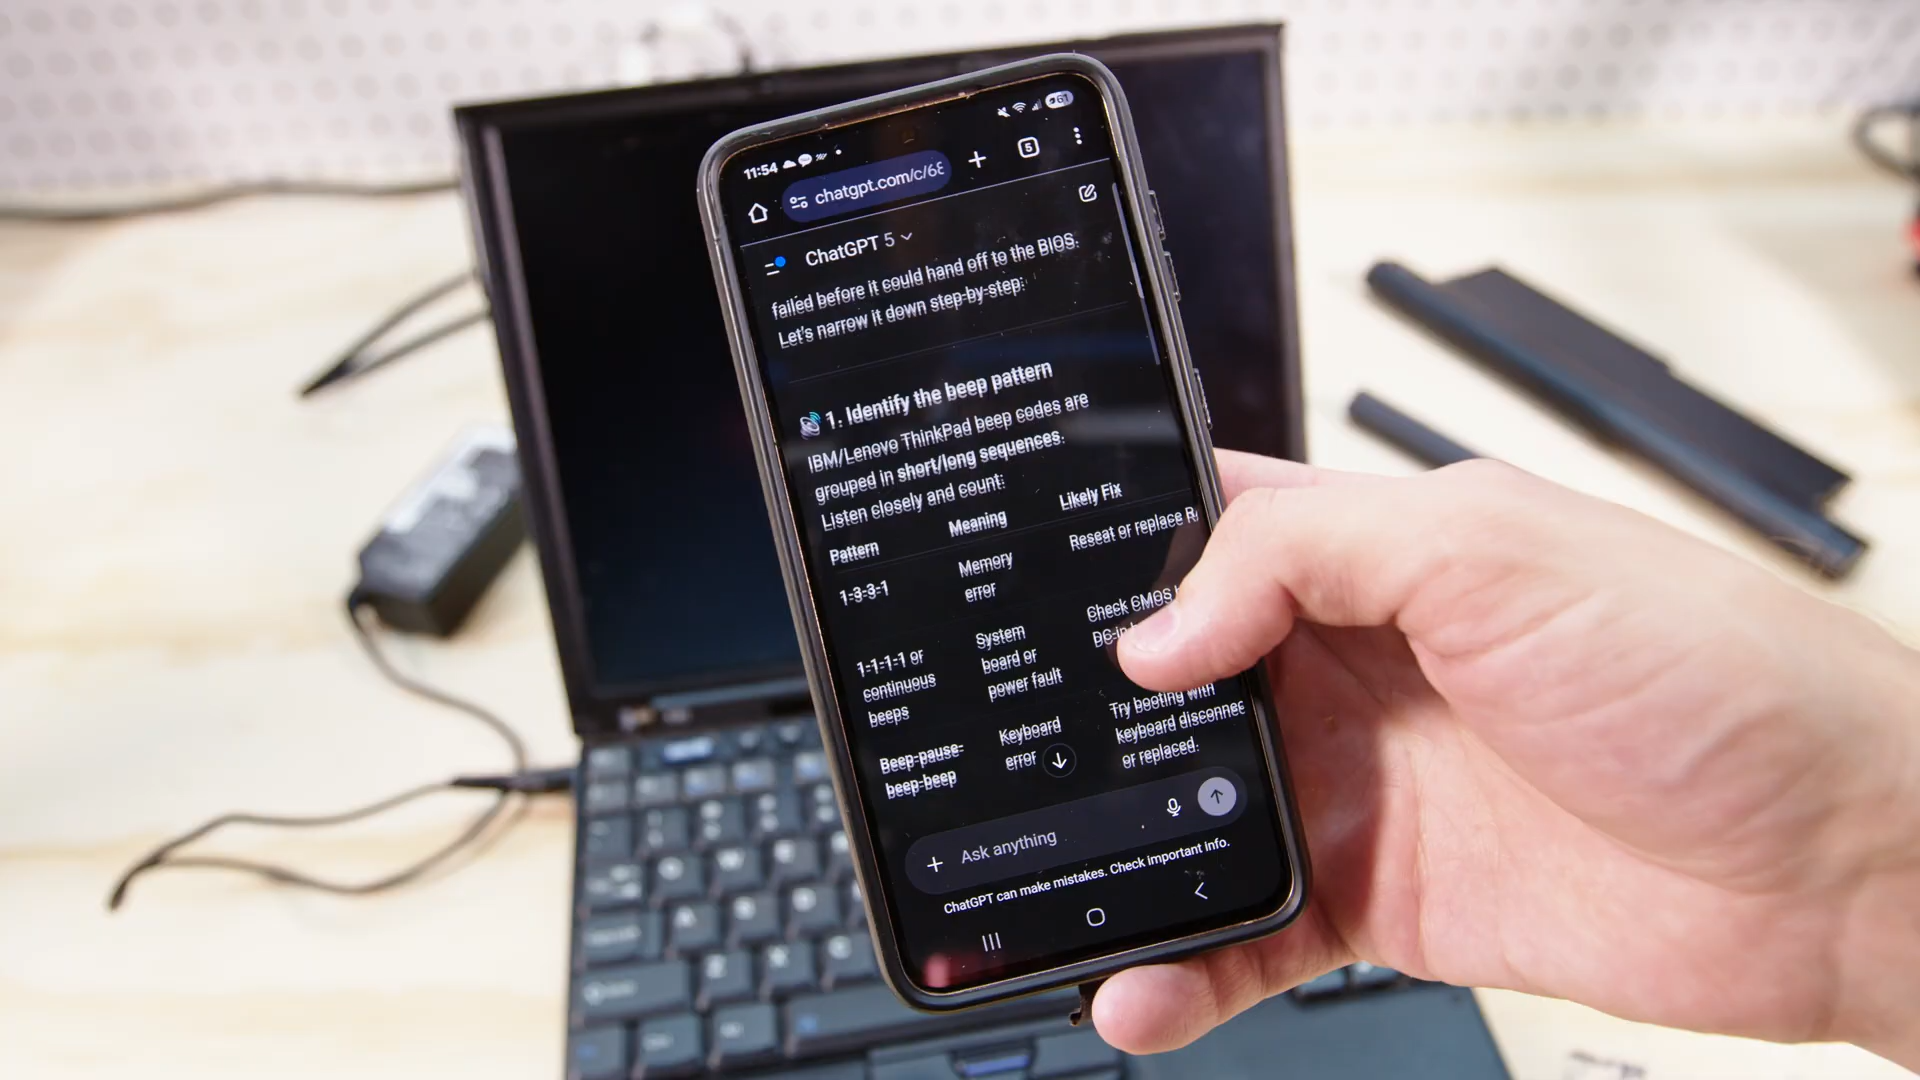 11:54
61
chatgpt.com/c/68
5
ChatGPT 5
failed before it could hand off to the BIOS.
Let's narrow it down step-by-step:
1. Identify the beep pattern
IBM/Lenovo ThinkPad beep codes are
grouped in short/long sequences.
Listen closely and count:
Pattern Meaning Likely Fix
1-3-3-1 Memory error Reseat or replace
1-1-1-1 or continuous beeps System board or power fault Check CMOS
Beep-pause-beep-beep Keyboard error Try booting with keyboard disconnec or replaced.
Ask anything
ChatGPT can make mistakes. Check important info.